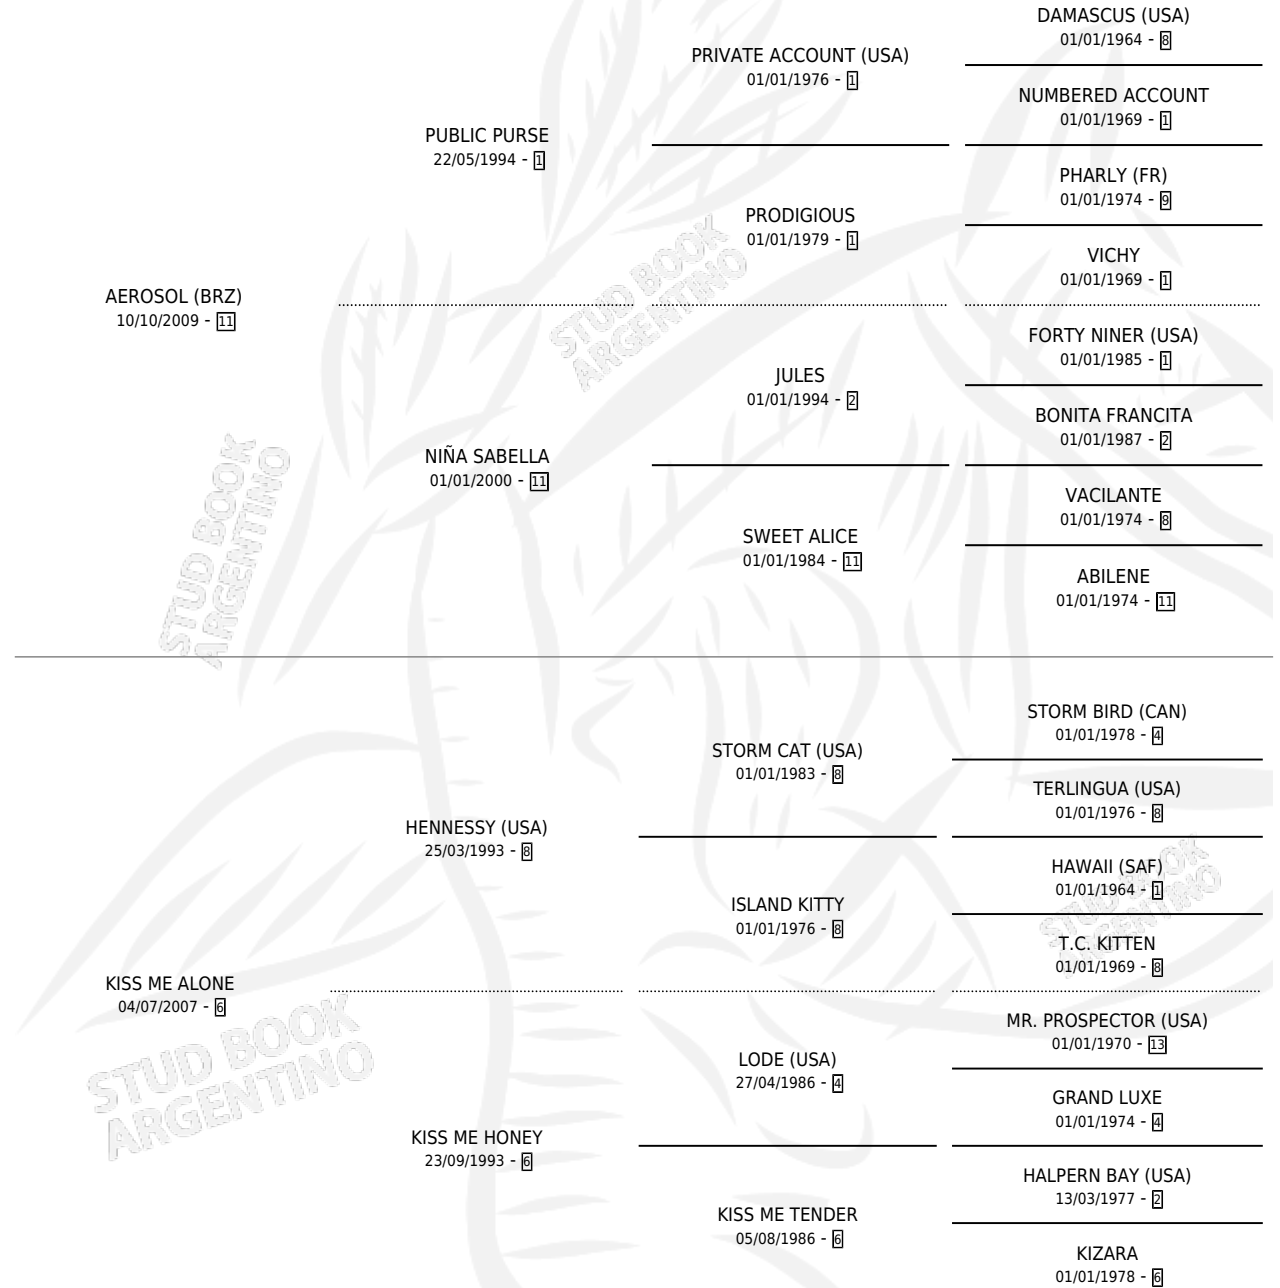 DAMASCUS (USA)
01/01/1964 - 8
PRIVATE ACCOUNT (USA)
01/01/1976 - 1
NUMBERED ACCOUNT
01/01/1969 - 1
PUBLIC PURSE
22/05/1994 - 1
PHARLY (FR)
01/01/1974 - 9
PRODIGIOUS
01/01/1979 - 1
VICHY
01/01/1969 - 1
AEROSOL (BRZ)
10/10/2009 - 11
FORTY NINER (USA)
01/01/1985 - 1
JULES
01/01/1994 - 2
BONITA FRANCITA
01/01/1987 - 2
NIÑA SABELLA
01/01/2000 - 11
VACILANTE
01/01/1974 - 8
SWEET ALICE
01/01/1984 - 11
ABILENE
01/01/1974 - 11
STORM BIRD (CAN)
01/01/1978 - 4
STORM CAT (USA)
01/01/1983 - 8
TERLINGUA (USA)
01/01/1976 - 8
HENNESSY (USA)
25/03/1993 - 8
HAWAII (SAF)
01/01/1964 - 1
ISLAND KITTY
01/01/1976 - 8
T.C. KITTEN
01/01/1969 - 8
KISS ME ALONE
04/07/2007 - 6
MR. PROSPECTOR (USA)
01/01/1970 - 13
LODE (USA)
27/04/1986 - 4
GRAND LUXE
01/01/1974 - 4
KISS ME HONEY
23/09/1993 - 6
HALPERN BAY (USA)
13/03/1977 - 2
KISS ME TENDER
05/08/1986 - 6
KIZARA
01/01/1978 - 6
STUD BOOK
ARGENTINO
STUD BOOK
ARGENTINO
STUD BOOK
ARGENTINO
STUD BOOK
ARGENTINO